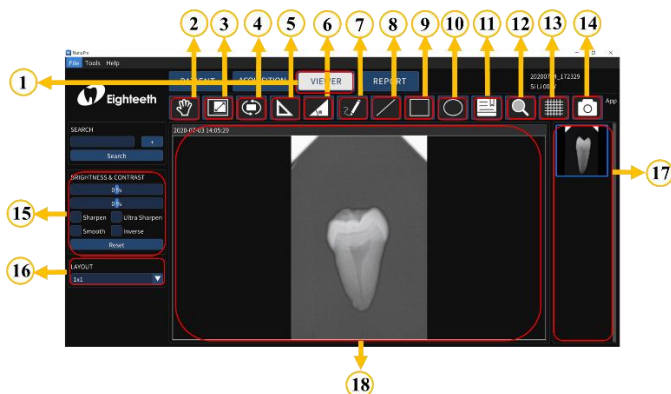 2 3 4 5 6 7 8 9 10 11 12 13 14
NanoPix
File Tools Help
1
PATIENT ACQUISITION VIEWER REPORT
Eighteeth
App
SEARCH
+
Search
2020-07-03 14:05:29
BRIGHTNESS & CONTRAST
0%
0%
Sharpen Ultra Sharpen
Smooth Inverse
Reset
15
16
LAYOUT
1x1
17
18